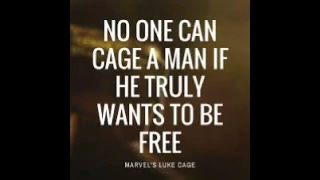 NO ONE CAN
CAGE A MAN IF
HE TRULY
WANTS TO BE
FREE
MARVEL'S LUKE CAGE